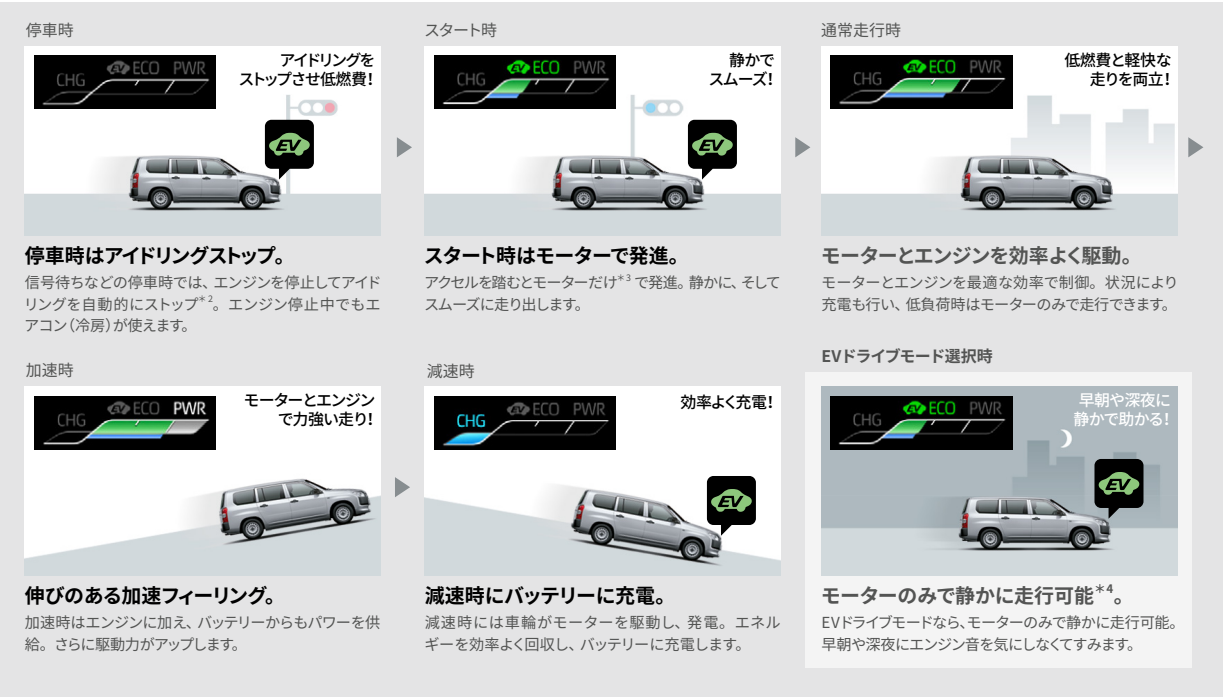 停車時
CHG EV ECO PWR
アイドリングを
ストップさせ低燃費!
EV
停車時はアイドリングストップ。
信号待ちなどの停車時では、エンジンを停止してアイド
リングを自動的にストップ＊2。エンジン停止中でもエ
アコン(冷房)が使えます。
スタート時
CHG EV ECO PWR
静かで
スムーズ!
EV
スタート時はモーターで発進。
アクセルを踏むとモーターだけ＊3で発進。静かに、そして
スムーズに走り出します。
通常走行時
CHG EV ECO PWR
低燃費と軽快な
走りを両立!
モーターとエンジンを効率よく駆動。
モーターとエンジンを最適な効率で制御。状況により
充電も行い、低負荷時はモーターのみで走行できます。
加速時
CHG EV ECO PWR
モーターとエンジン
で力強い走り!
伸びのある加速フィーリング。
加速時はエンジンに加え、バッテリーからもパワーを供
給。さらに駆動力がアップします。
減速時
CHG EV ECO PWR
効率よく充電!
EV
減速時にバッテリーに充電。
減速時には車輪がモーターを駆動し、発電。エネル
ギーを効率よく回収し、バッテリーに充電します。
EVドライブモード選択時
CHG EV ECO PWR
早朝や深夜に
静かで助かる!
EV
モーターのみで静かに走行可能＊4。
EVドライブモードなら、モーターのみで静かに走行可能。
早朝や深夜にエンジン音を気にしなくてすみます。